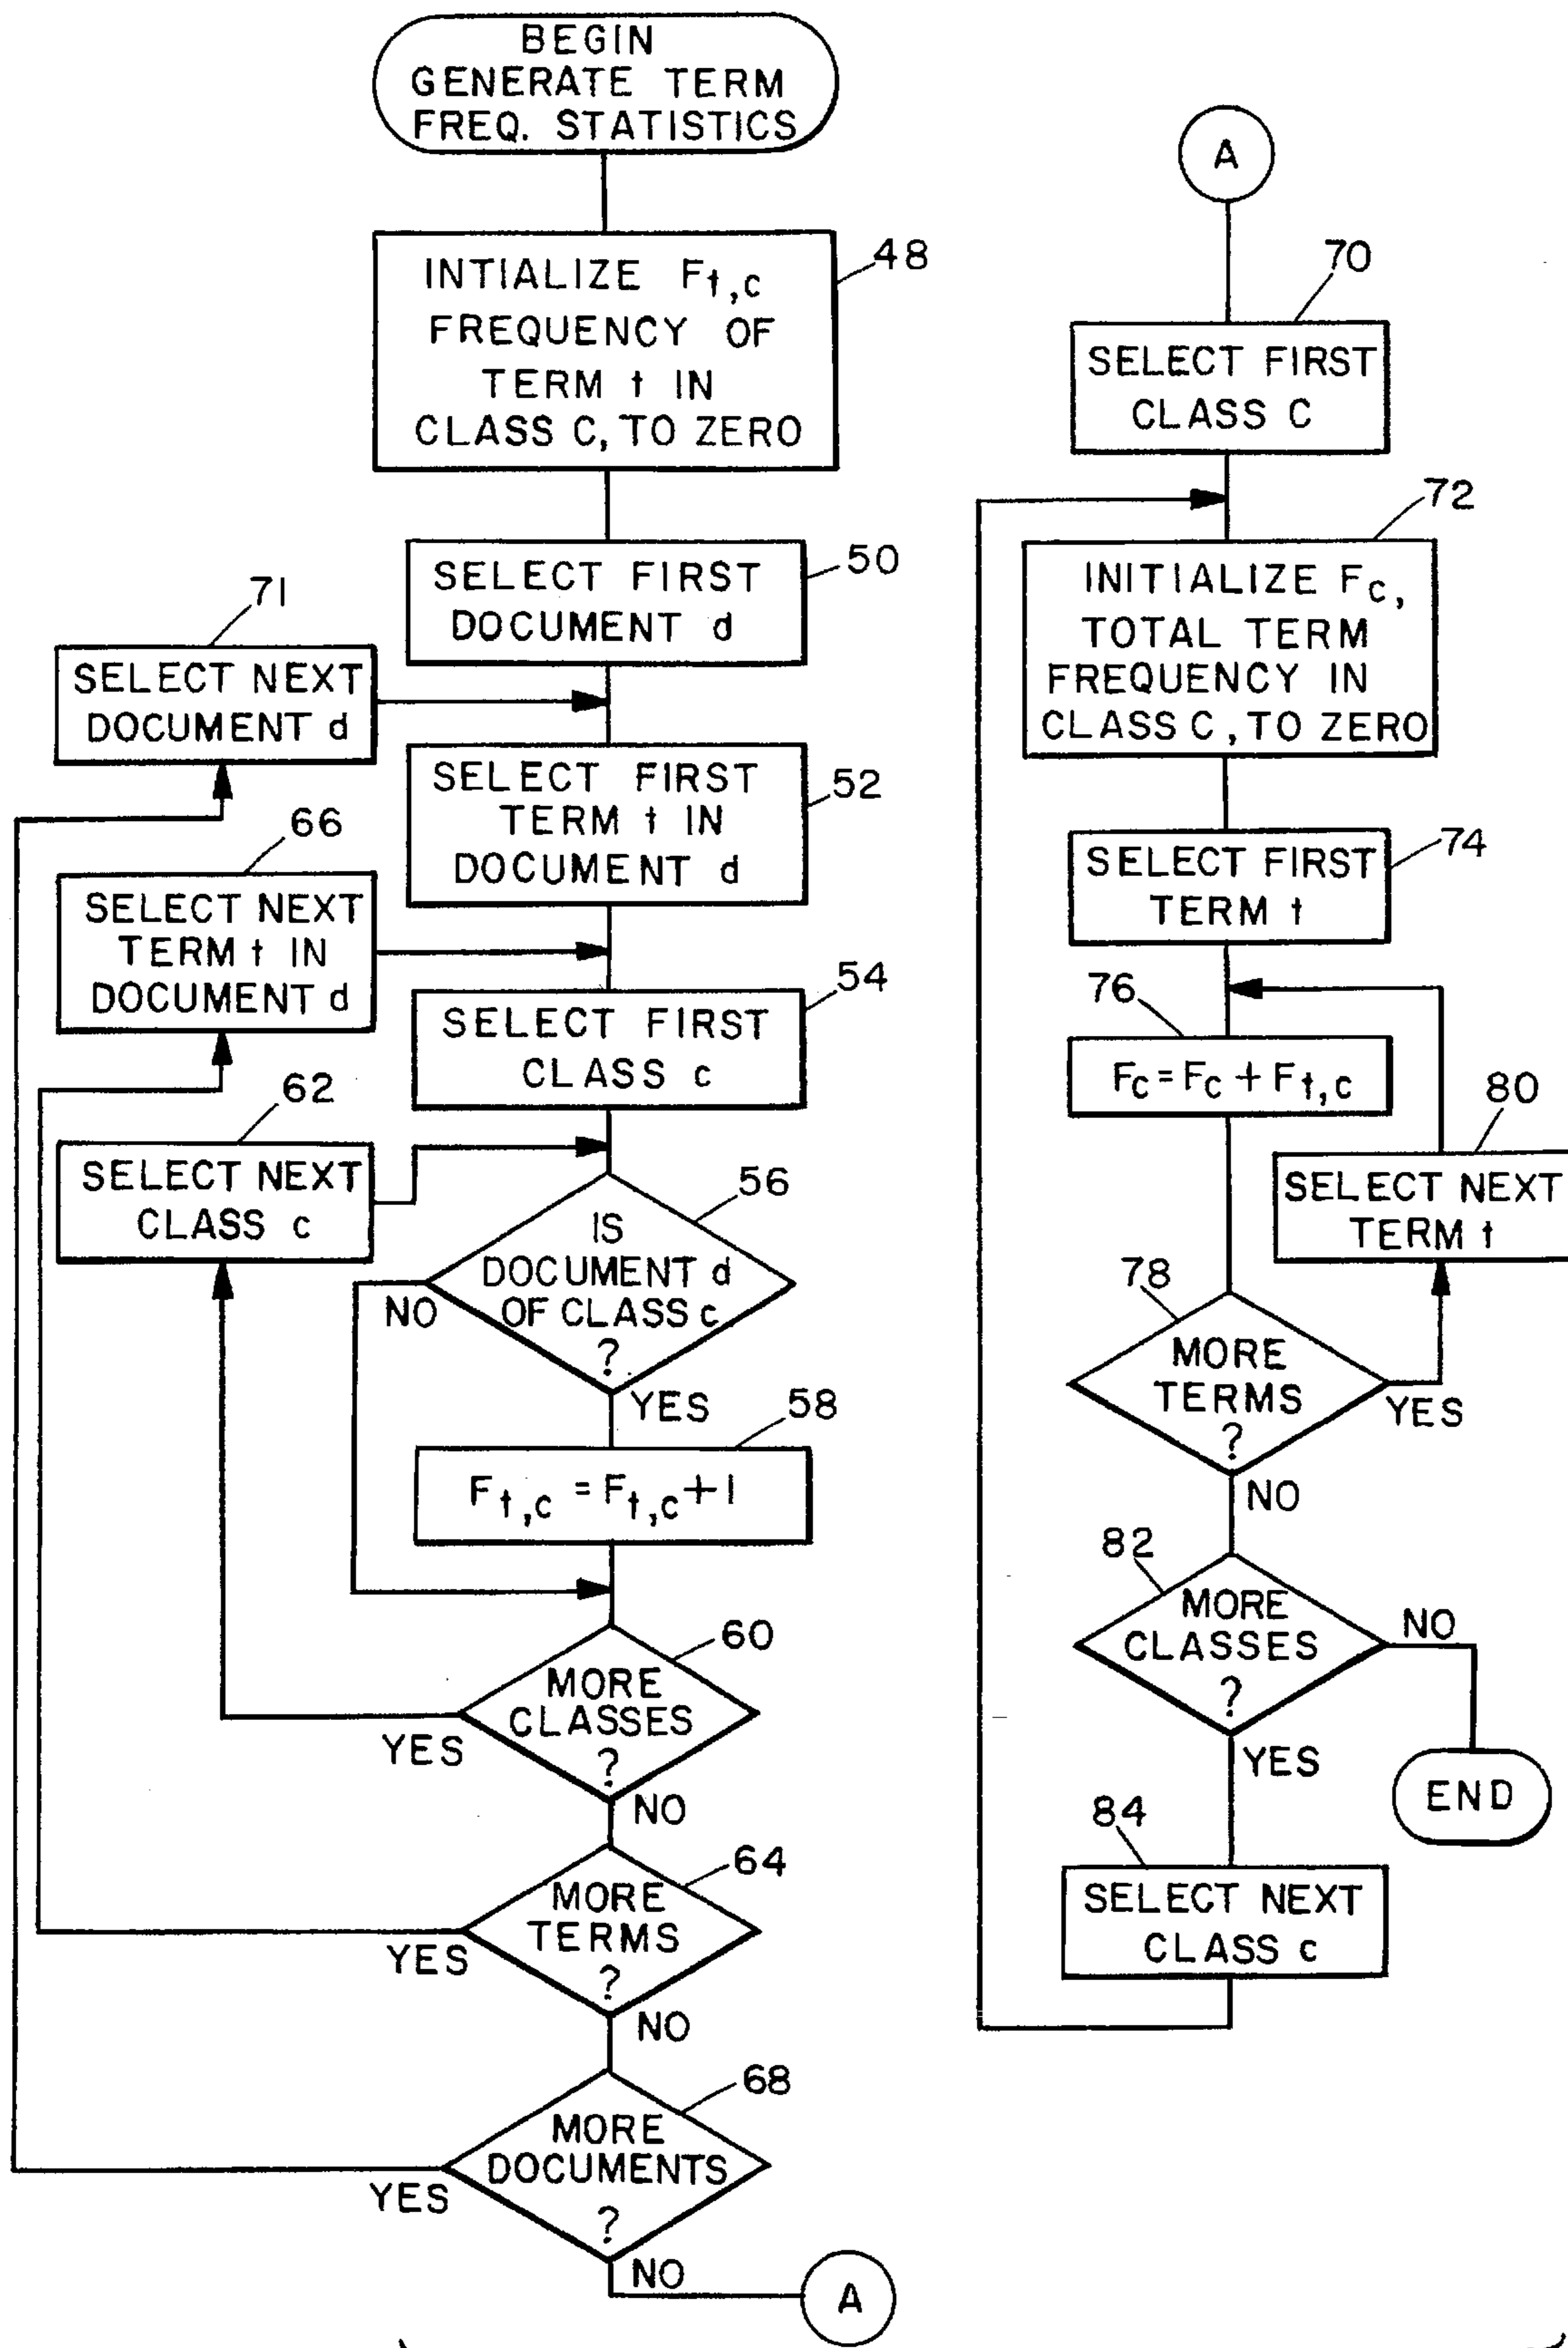 BEGIN
GENERATE TERM
FREQ. STATISTICS
48
INTIALIZE Ft,c
FREQUENCY OF
TERM t IN
CLASS C, TO ZERO
50
SELECT FIRST
DOCUMENT d
71
SELECT NEXT
DOCUMENT d
52
SELECT FIRST
TERM t IN
DOCUMENT d
66
SELECT NEXT
TERM t IN
DOCUMENT d
54
SELECT FIRST
CLASS c
62
SELECT NEXT
CLASS c
56
IS
DOCUMENT d
OF CLASS c
?
NO
YES
58
Ft,c = Ft,c + 1
60
MORE
CLASSES
?
YES
NO
64
MORE
TERMS
?
YES
NO
68
MORE
DOCUMENTS
?
YES
NO
A
A
70
SELECT FIRST
CLASS C
72
INITIALIZE Fc,
TOTAL TERM
FREQUENCY IN
CLASS C, TO ZERO
74
SELECT FIRST
TERM t
76
Fc = Fc + Ft,c
80
SELECT NEXT
TERM t
78
MORE
TERMS
?
YES
NO
82
MORE
CLASSES
?
NO
YES
END
84
SELECT NEXT
CLASS c